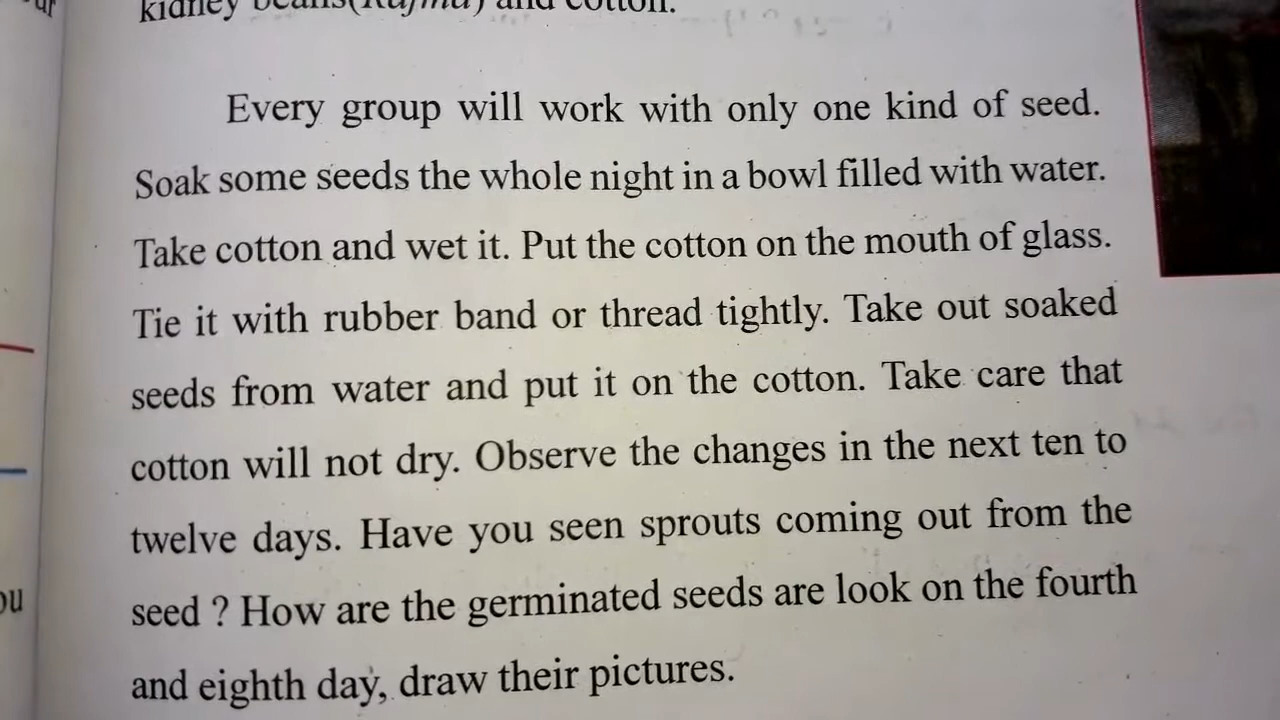 kidney beans(Rajma) and cotton.
Every group will work with only one kind of seed.
Soak some seeds the whole night in a bowl filled with water.
Take cotton and wet it. Put the cotton on the mouth of glass.
Tie it with rubber band or thread tightly. Take out soaked
seeds from water and put it on the cotton. Take care that
cotton will not dry. Observe the changes in the next ten to
twelve days. Have you seen sprouts coming out from the
seed ? How are the germinated seeds are look on the fourth
and eighth day, draw their pictures.
ou